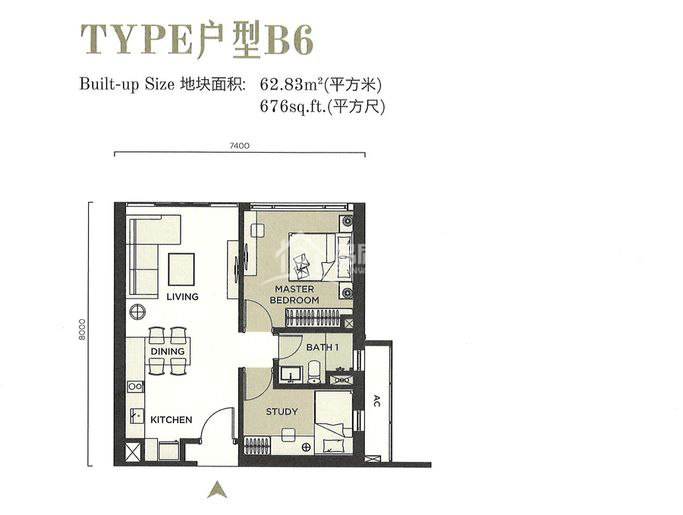 TYPE户型B6
Built-up Size 地块面积: 62.83m²(平方米)
676sq.ft.(平方尺)
7400
8000
MASTER
BEDROOM
LIVING
DINING
BATH 1
AC
STUDY
KITCHEN